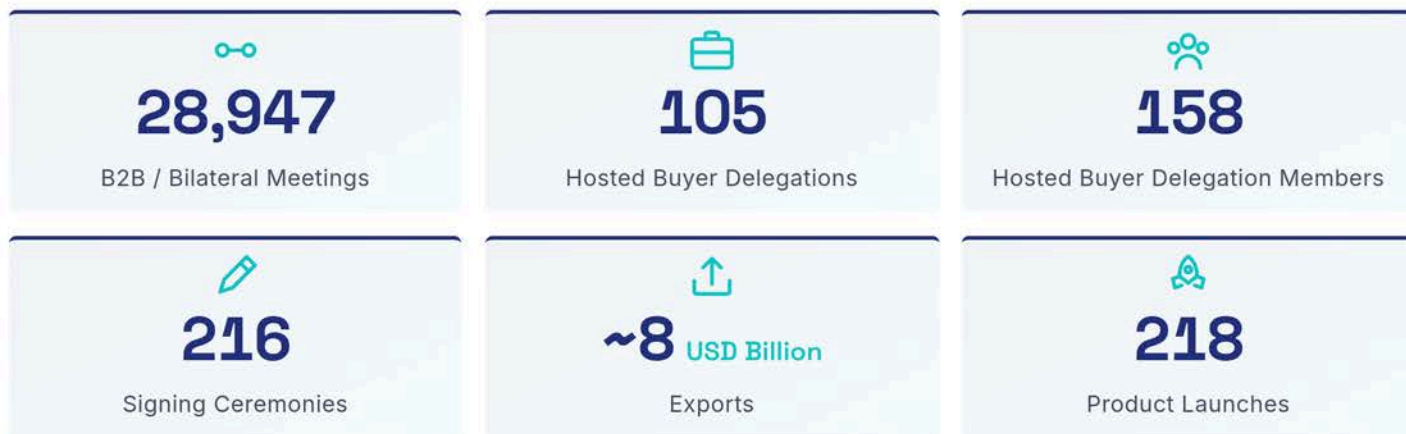 28,947
B2B / Bilateral Meetings
105
Hosted Buyer Delegations
158
Hosted Buyer Delegation Members
216
Signing Ceremonies
~8 USD Billion
Exports
218
Product Launches